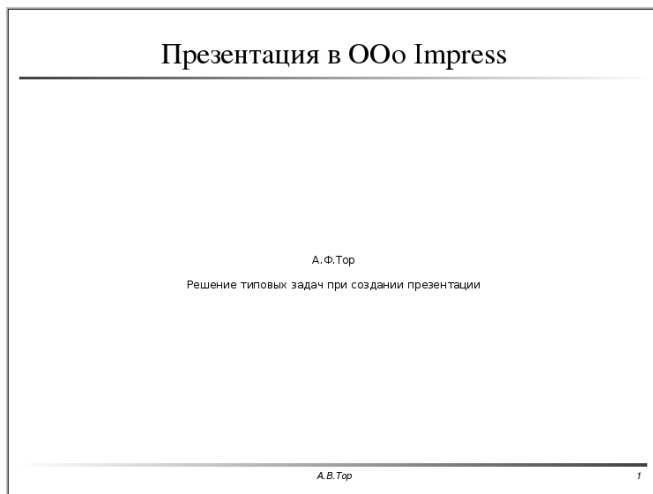 Презентация в OOo Impress
А.Ф.Тор
Решение типовых задач при создании презентации
А.В.Тор
1